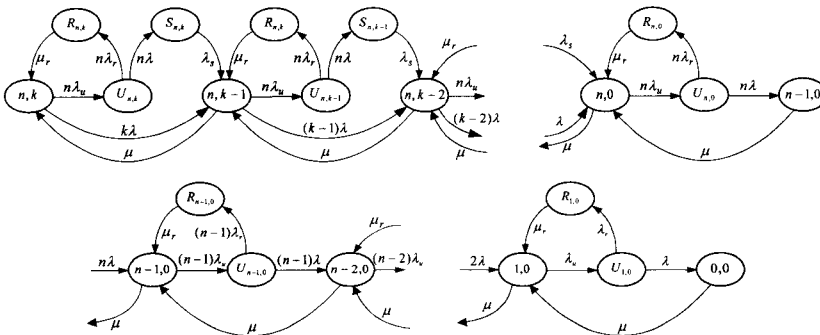 R_{n,k} S_{n,k} R_{n,k} S_{n,k-1} R_{n,0}
μ_r nλ_r nλ λ_s μ_r nλ_r nλ λ_s μ_r λ_s μ_r nλ_r
n,k nλ_u U_{n,k} n,k-1 nλ_u U_{n,k-1} n,k-2 nλ_u n,0 nλ_u U_{n,0} nλ n-1,0
kλ (k-1)λ (k-2)λ λ
μ μ μ μ μ
R_{n-1,0} R_{1,0}
μ_r (n-1)λ_r μ_r μ_r λ_r
nλ n-1,0 (n-1)λ_u U_{n-1,0} (n-1)λ n-2,0 (n-2)λ_u 2λ 1,0 λ_u U_{1,0} λ 0,0
μ μ μ μ μ